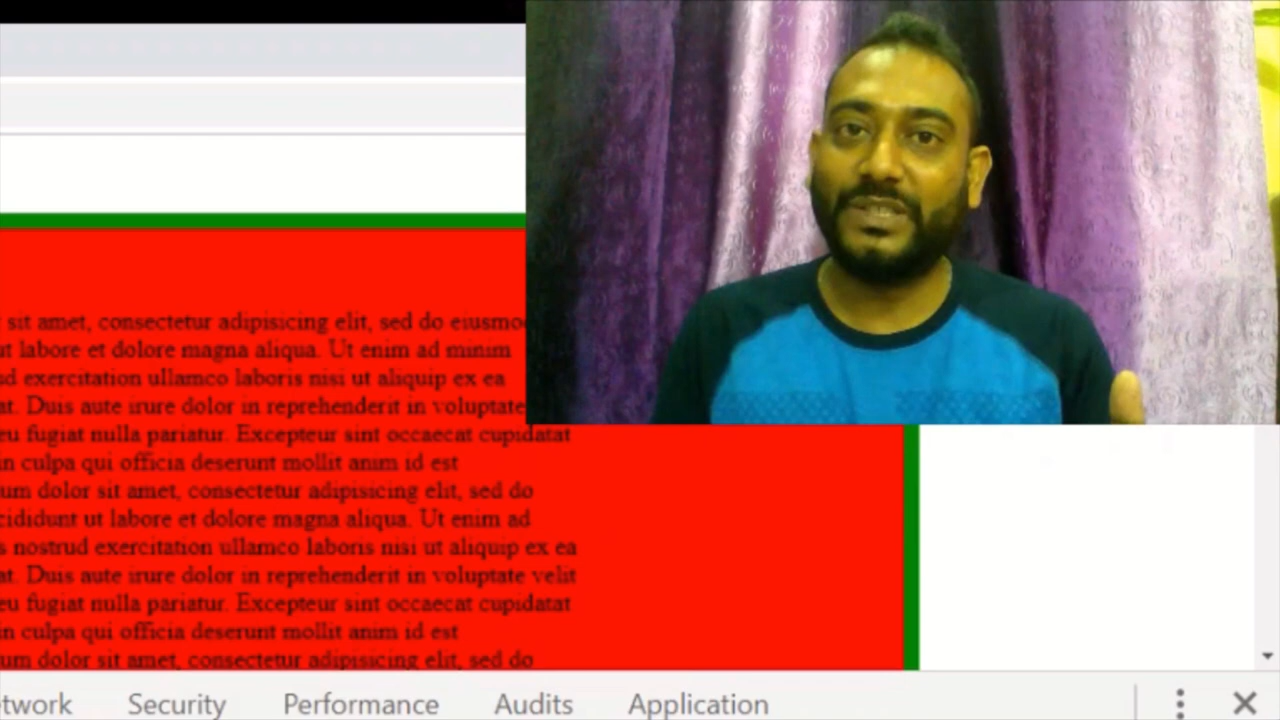 sit amet, consectetur adipisicing elit, sed do eiusmo
ut labore et dolore magna aliqua. Ut enim ad minim
sd exercitation ullamco laboris nisi ut aliquip ex ea
at. Duis aute irure dolor in reprehenderit in voluptate
eu fugiat nulla pariatur. Excepteur sint occaecat cupidatat
in culpa qui officia deserunt mollit anim id est
um dolor sit amet, consectetur adipisicing elit, sed do
cididunt ut labore et dolore magna aliqua. Ut enim ad
s nostrud exercitation ullamco laboris nisi ut aliquip ex ea
at. Duis aute irure dolor in reprehenderit in voluptate velit
eu fugiat nulla pariatur. Excepteur sint occaecat cupidatat
in culpa qui officia deserunt mollit anim id est
um dolor sit amet, consectetur adipisicing elit, sed do
etwork Security Performance Audits Application